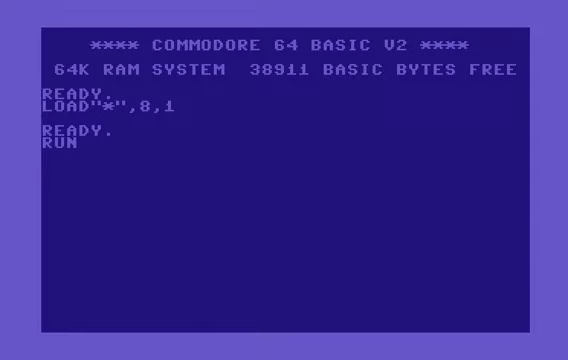 **** COMMODORE 64 BASIC V2 ****
64K RAM SYSTEM  38911 BASIC BYTES FREE
READY.
LOAD"*",8,1
READY.
RUN